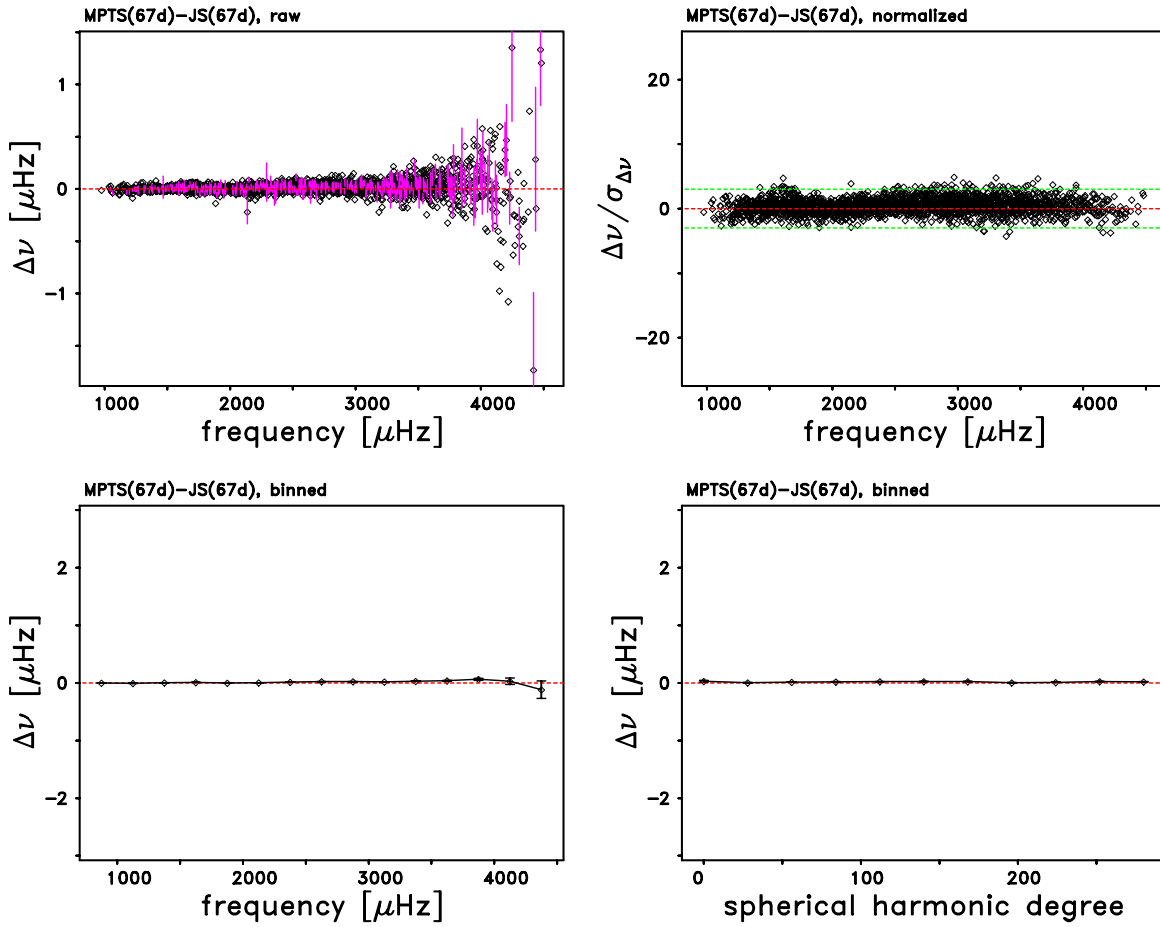 MPTS(67d)−JS(67d), raw
1
0
−1
Δν [μHz]
1000 2000 3000 4000
frequency [μHz]
MPTS(67d)−JS(67d), normalized
20
0
−20
Δν/σΔν
1000 2000 3000 4000
frequency [μHz]
MPTS(67d)−JS(67d), binned
2
0
−2
Δν [μHz]
1000 2000 3000 4000
frequency [μHz]
MPTS(67d)−JS(67d), binned
2
0
−2
Δν [μHz]
0 100 200
spherical harmonic degree